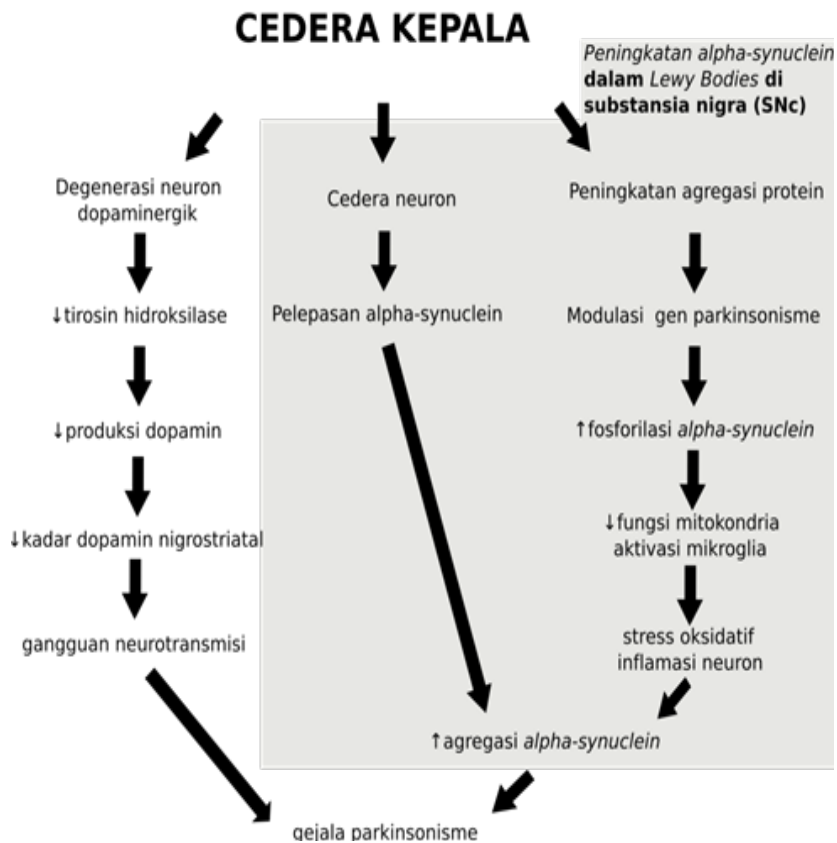 CEDERA KEPALA
Peningkatan alpha-synuclein
dalam Lewy Bodies di
substansia nigra (SNc)
Degenerasi neuron
dopaminergik
↓tirosin hidroksilase
↓produksi dopamin
↓kadar dopamin nigrostriatal
gangguan neurotransmisi
Cedera neuron
Pelepasan alpha-synuclein
Peningkatan agregasi protein
Modulasi gen parkinsonisme
↑fosforilasi alpha-synuclein
↓fungsi mitokondria
aktivasi mikroglia
stress oksidatif
inflamasi neuron
↑agregasi alpha-synuclein
gejala parkinsonisme